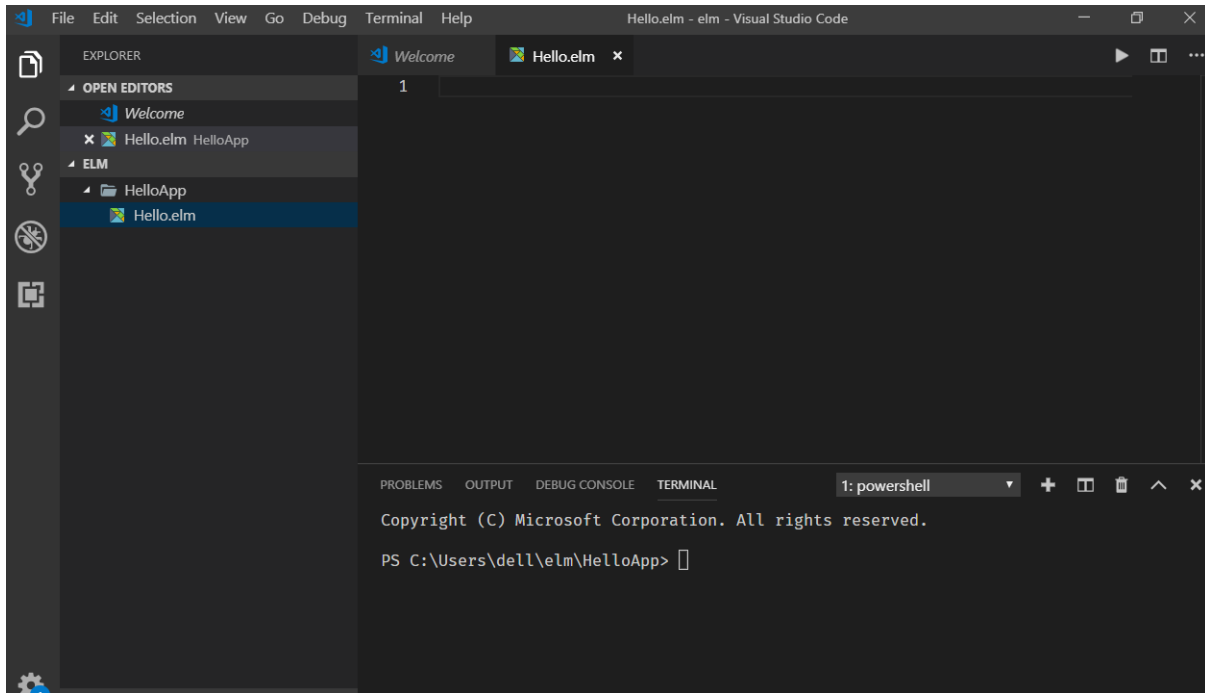 File Edit Selection View Go Debug Terminal Help Hello.elm - elm - Visual Studio Code
EXPLORER
OPEN EDITORS
Welcome
Hello.elm HelloApp
ELM
HelloApp
Hello.elm
Welcome Hello.elm
1
PROBLEMS OUTPUT DEBUG CONSOLE TERMINAL 1: powershell
Copyright (C) Microsoft Corporation. All rights reserved.
PS C:\Users\dell\elm\HelloApp>